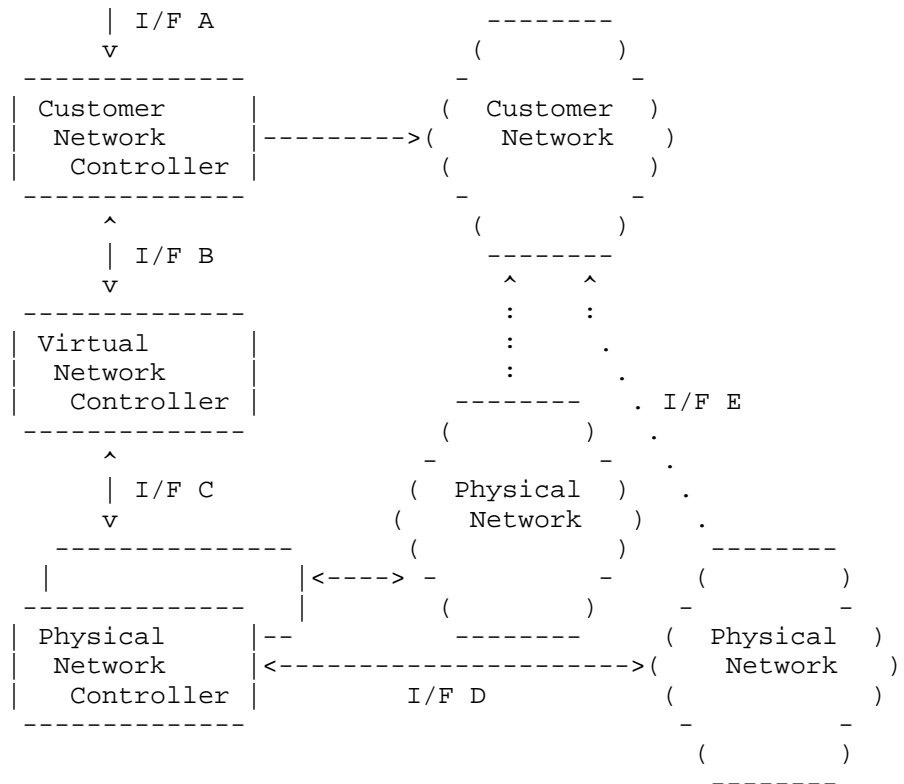 I/F A
Customer
Network
Controller
Customer
Network
I/F B
Virtual
Network
Controller
I/F E
I/F C
Physical
Network
Physical
Network
Controller
I/F D
Physical
Network